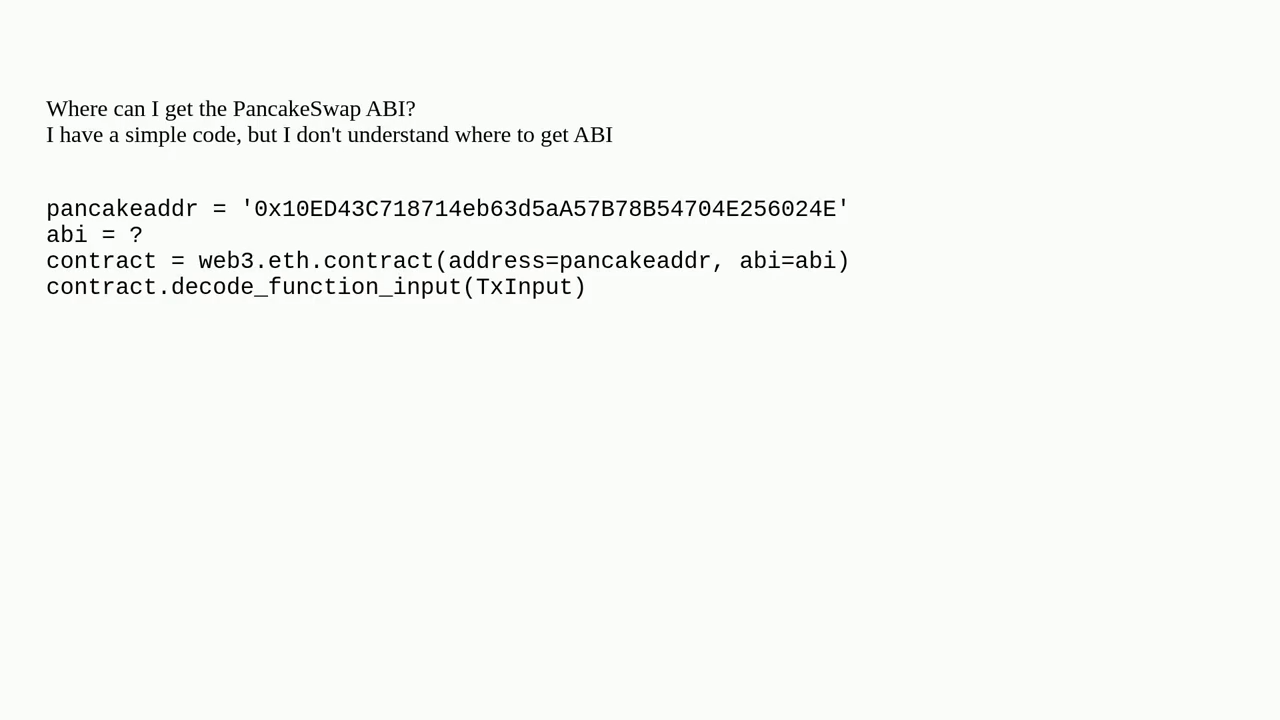 Where can I get the PancakeSwap ABI?
I have a simple code, but I don't understand where to get ABI
pancakeaddr = '0x10ED43C718714eb63d5aA57B78B54704E256024E'
abi = ?
contract = web3.eth.contract(address=pancakeaddr, abi=abi)
contract.decode_function_input(TxInput)